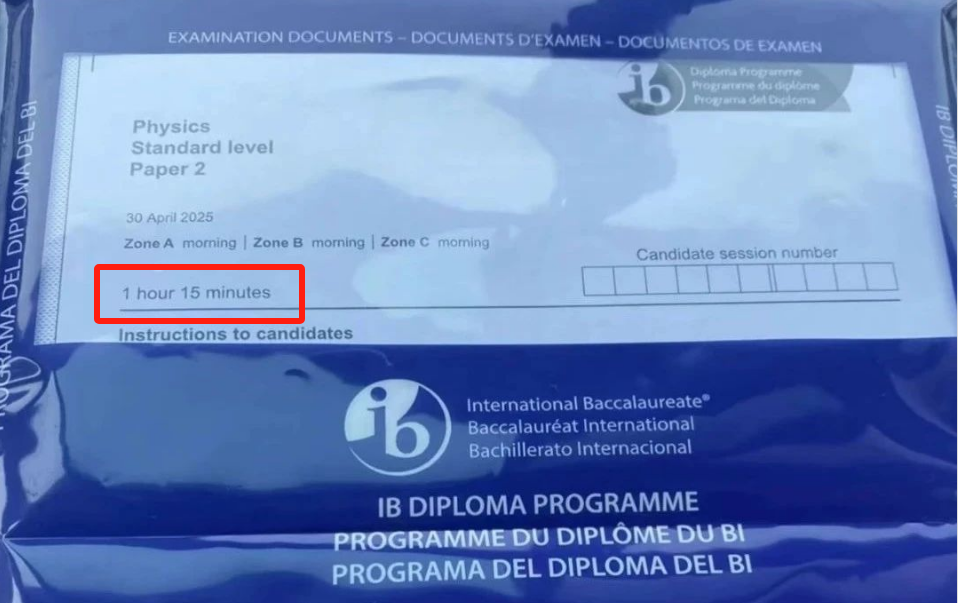 EXAMINATION DOCUMENTS – DOCUMENTS D'EXAMEN – DOCUMENTOS DE EXAMEN
ib
Diploma Programme
Programme du diplôme
Programa del Diploma
Physics
Standard level
Paper 2
30 April 2025
Zone A morning | Zone B morning | Zone C morning
Candidate session number
1 hour 15 minutes
Instructions to candidates
ib
International Baccalaureate®
Baccalauréat International
Bachillerato Internacional
IB DIPLOMA PROGRAMME
PROGRAMME DU DIPLÔME DU BI
PROGRAMA DEL DIPLOMA DEL BI
PROGRAMA DEL DIPLOMA DEL BI
IB DIPLOMA